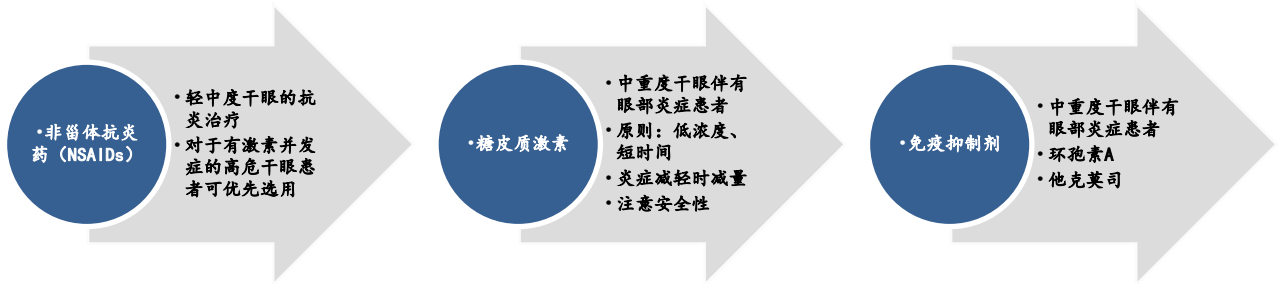 •非甾体抗炎
药（NSAIDs）
•轻中度干眼的抗
炎治疗
•对于有激素并发
症的高危干眼患
者可优先选用
•糖皮质激素
•中重度干眼伴有
眼部炎症患者
•原则：低浓度、
短时间
•炎症减轻时减量
•注意安全性
•免疫抑制剂
•中重度干眼伴有
眼部炎症患者
•环孢素A
•他克莫司